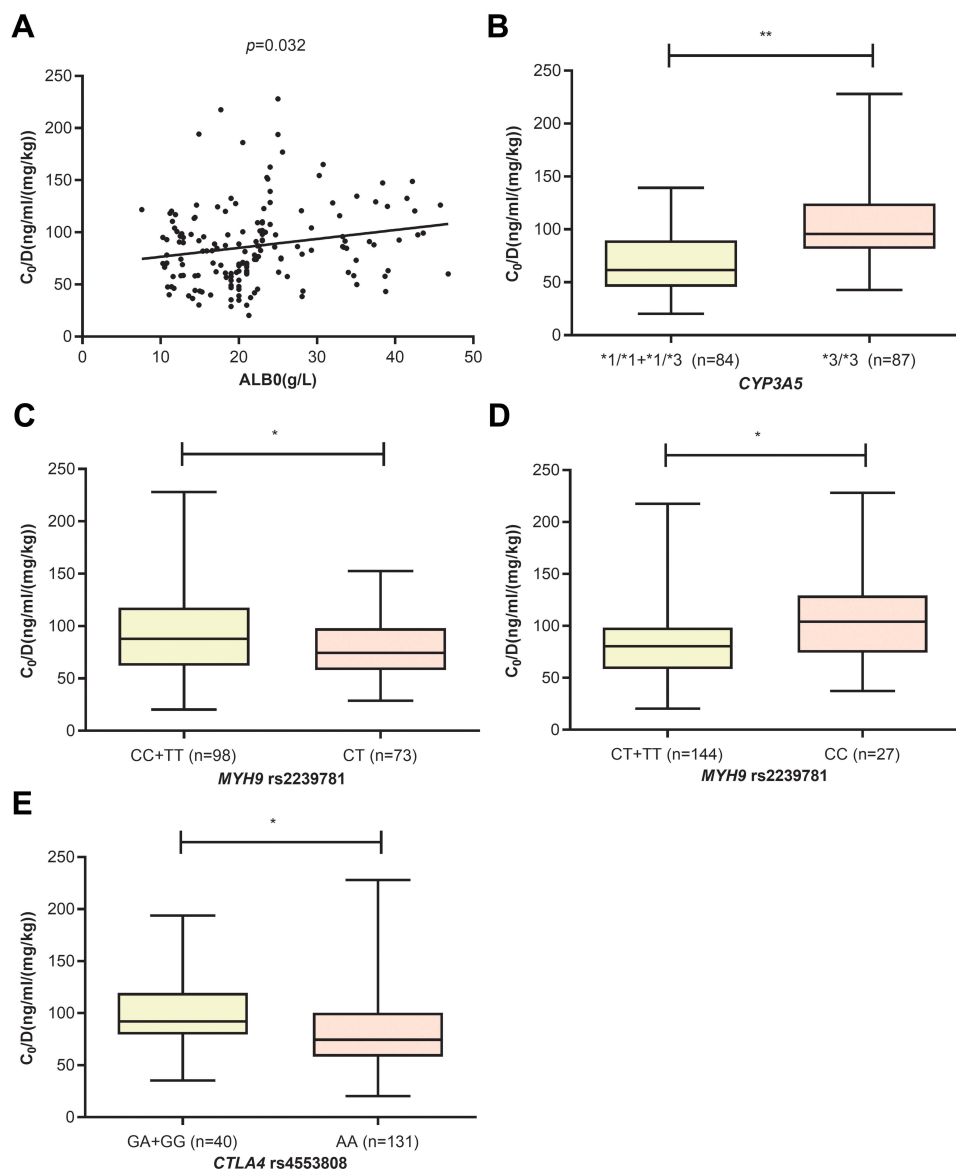 A
p=0.032
C₀/D(ng/ml/(mg/kg))
250
200
150
100
50
0
0 10 20 30 40 50
ALB0(g/L)
B
**
C₀/D(ng/ml/(mg/kg))
250
200
150
100
50
0
*1/*1+*1/*3 (n=84) *3/*3 (n=87)
CYP3A5
C
*
C₀/D(ng/ml/(mg/kg))
250
200
150
100
50
0
CC+TT (n=98) CT (n=73)
MYH9 rs2239781
D
*
C₀/D(ng/ml/(mg/kg))
250
200
150
100
50
0
CT+TT (n=144) CC (n=27)
MYH9 rs2239781
E
*
C₀/D(ng/ml/(mg/kg))
250
200
150
100
50
0
GA+GG (n=40) AA (n=131)
CTLA4 rs4553808